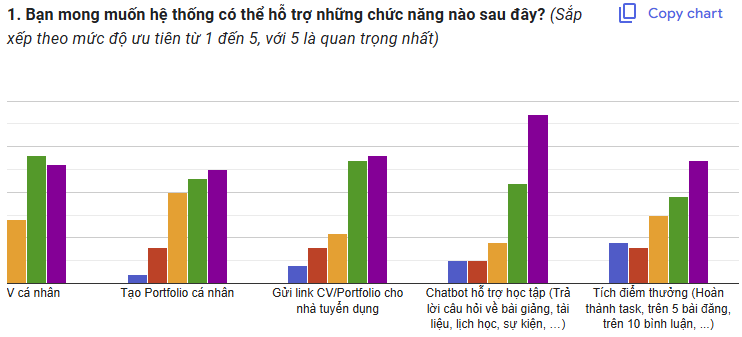 1. Bạn mong muốn hệ thống có thể hỗ trợ những chức năng nào sau đây? (Sắp
xếp theo mức độ ưu tiên từ 1 đến 5, với 5 là quan trọng nhất)
Copy chart
V cá nhân
Tạo Portfolio cá nhân
Gửi link CV/Portfolio cho
nhà tuyển dụng
Chatbot hỗ trợ học tập (Trả
lời câu hỏi về bài giảng, tài
liệu, lịch học, sự kiện, …)
Tích điểm thưởng (Hoàn
thành task, trên 5 bài đăng,
trên 10 bình luận, ...)